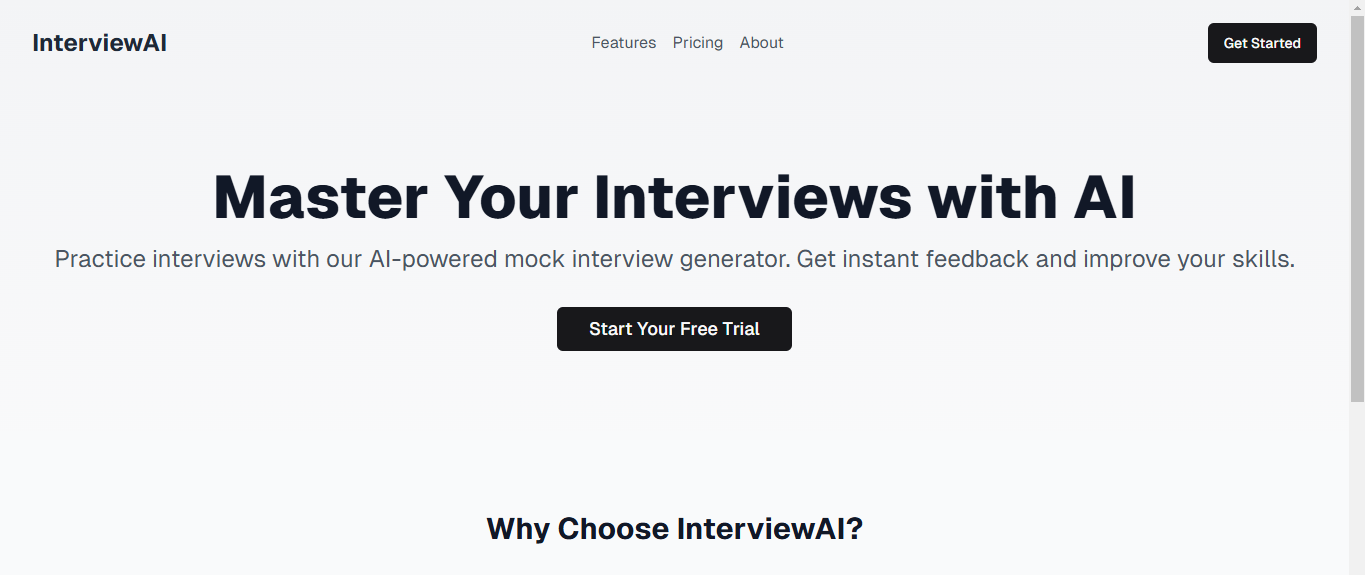 InterviewAI
Features Pricing About
Get Started
Master Your Interviews with AI
Practice interviews with our AI-powered mock interview generator. Get instant feedback and improve your skills.
Start Your Free Trial
Why Choose InterviewAI?